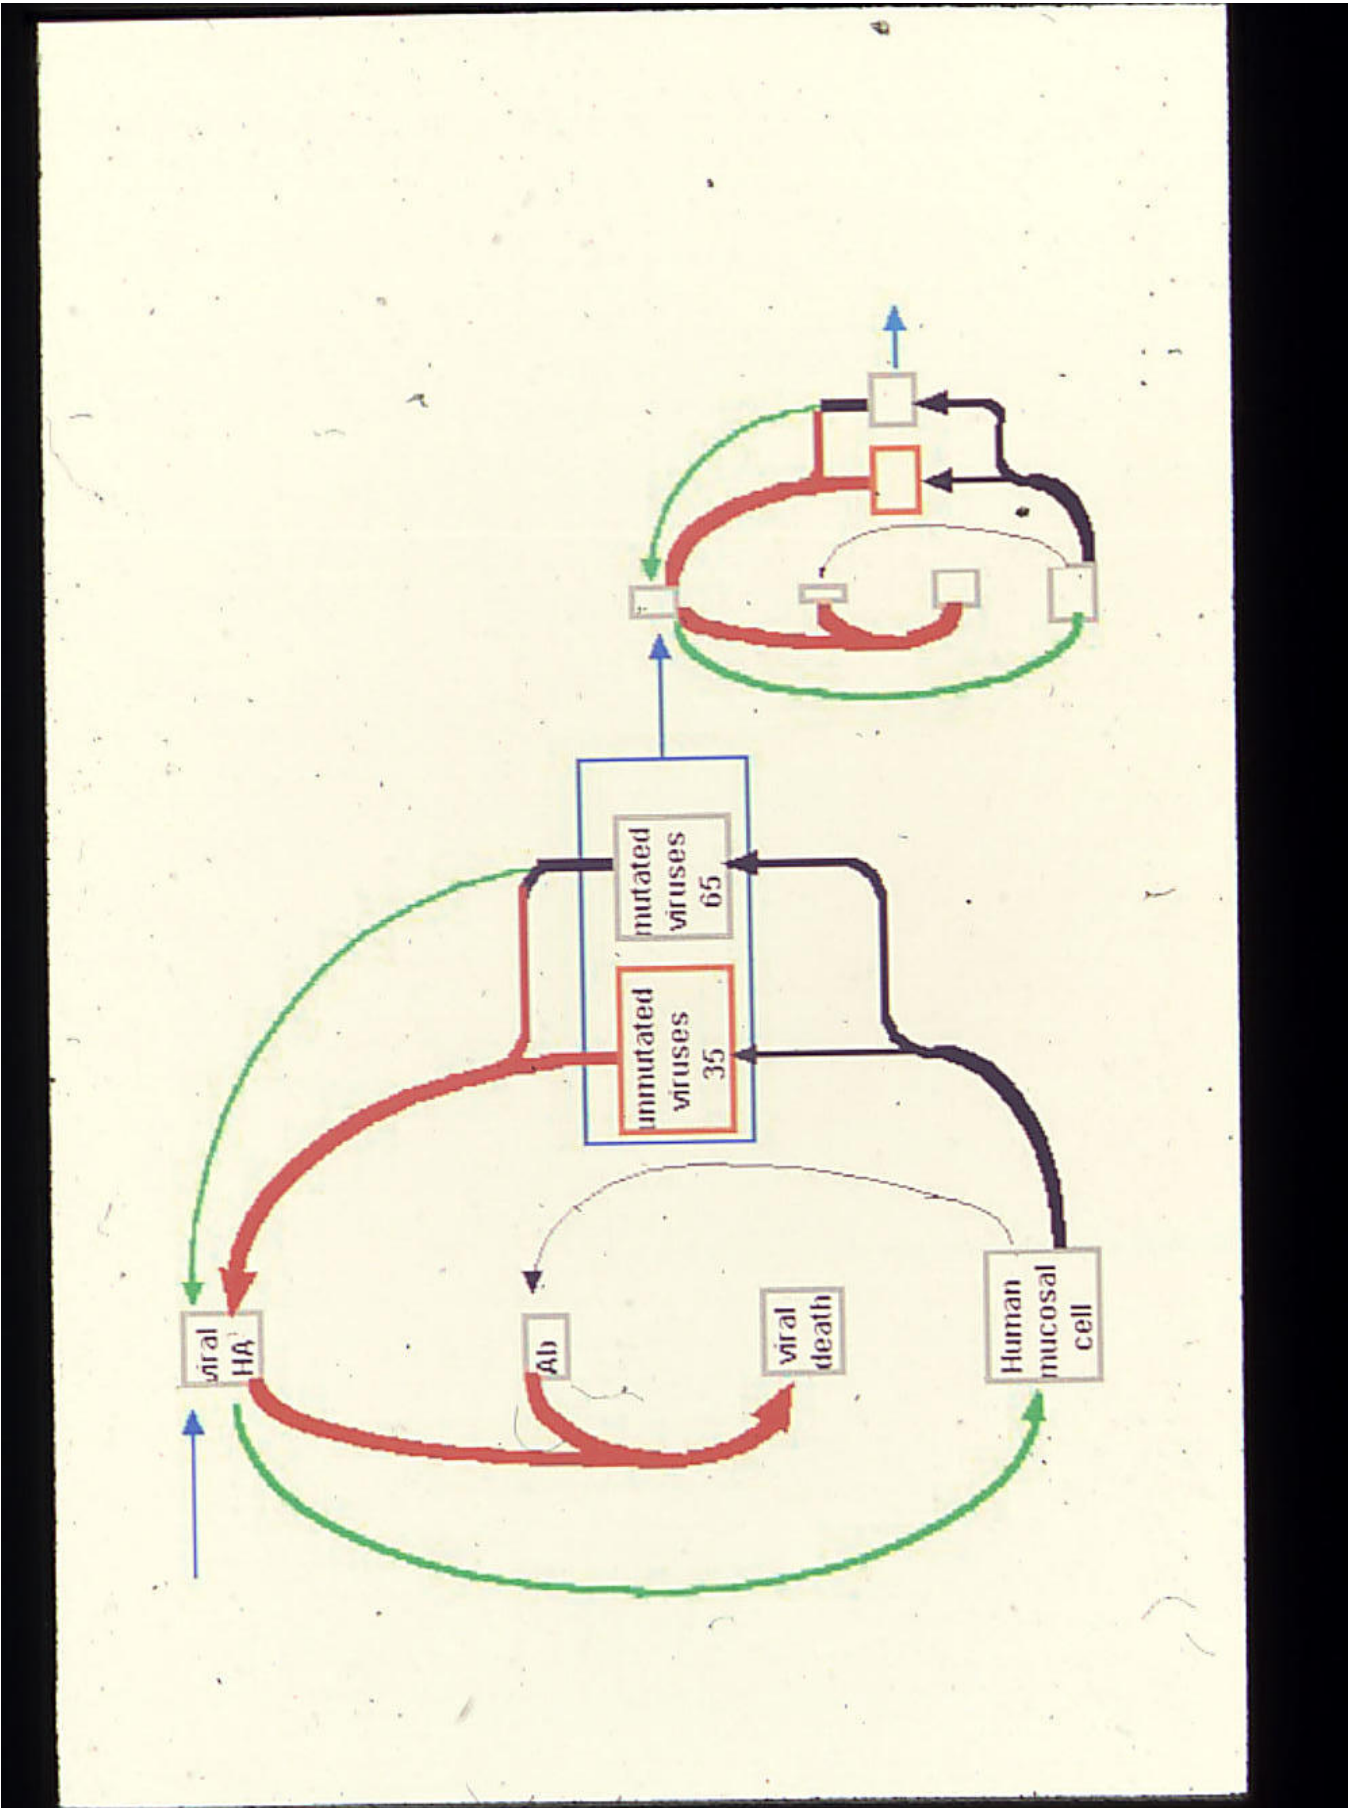 viral
HA
Ab
viral
death
Human
mucosal
cell
unmutated
viruses
35
mutated
viruses
65